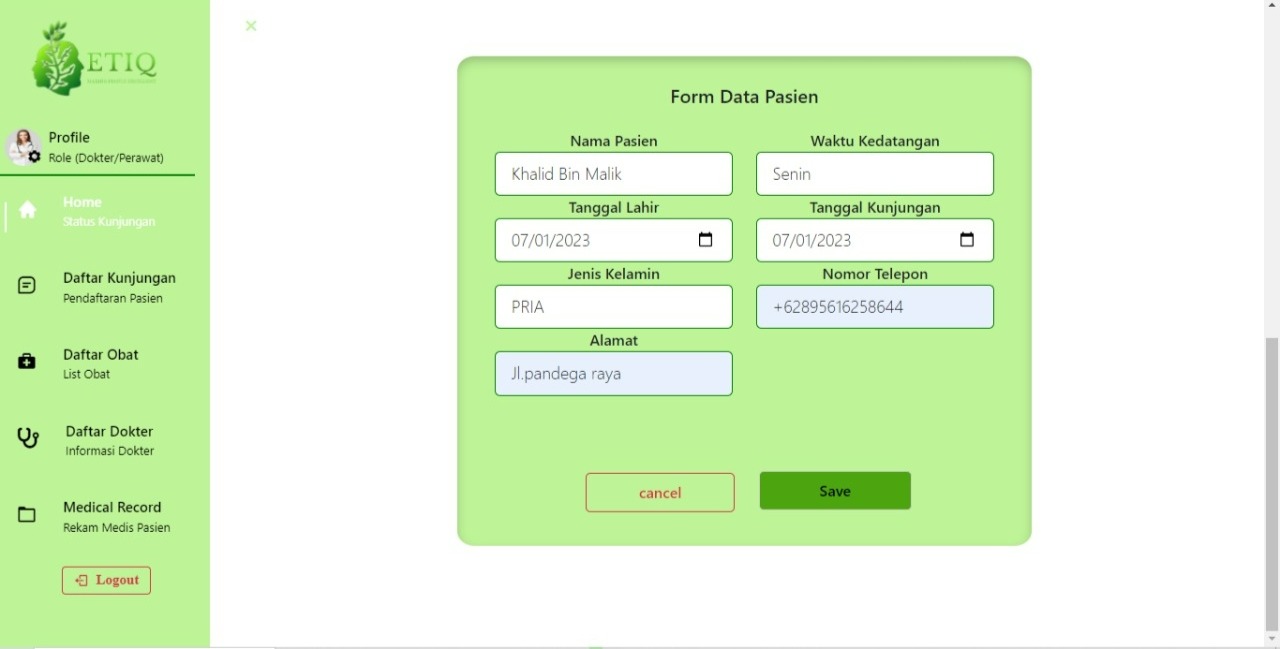 ETIQ
Profile
Role (Dokter/Perawat)
Home
Status Kunjungan
Daftar Kunjungan
Pendaftaran Pasien
Daftar Obat
List Obat
Daftar Dokter
Informasi Dokter
Medical Record
Rekam Medis Pasien
Logout
Form Data Pasien
Nama Pasien
Waktu Kedatangan
Khalid Bin Malik
Senin
Tanggal Lahir
Tanggal Kunjungan
07/01/2023
07/01/2023
Jenis Kelamin
Nomor Telepon
PRIA
+62895616258644
Alamat
Jl.pandega raya
cancel
Save